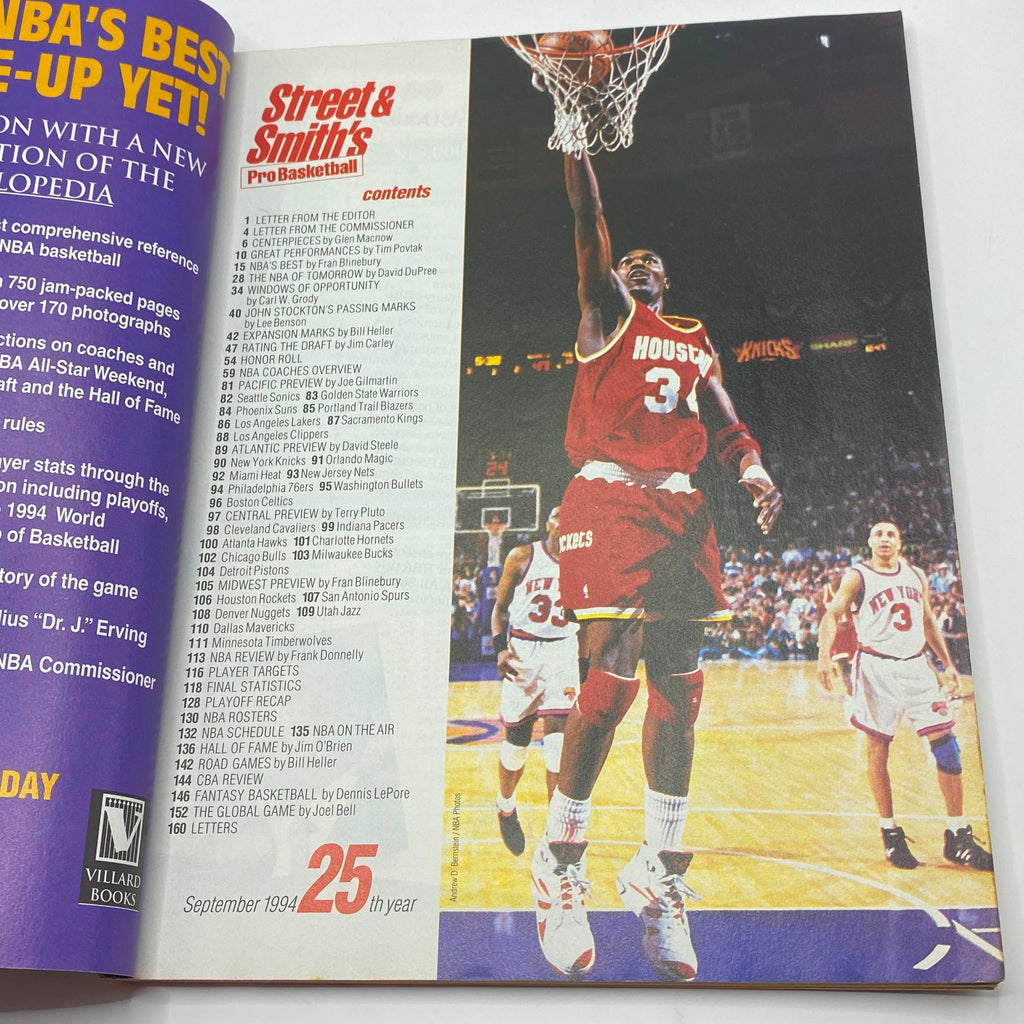 NBA'S BEST
E-UP YET!
ON WITH A NEW
TION OF THE
LOPEDIA
st comprehensive reference
NBA basketball
750 jam-packed pages
over 170 photographs
ctions on coaches and
BA All-Star Weekend,
aft and the Hall of Fame
rules
ayer stats through the
on including playoffs,
1994 World
of Basketball
tory of the game
lius "Dr. J." Erving
NBA Commissioner
DAY
V
VILLARD
BOOKS
Street &
Smith's
Pro Basketball
contents
1 LETTER FROM THE EDITOR
4 LETTER FROM THE COMMISSIONER
6 CENTERPIECES by Glen Macnow
10 GREAT PERFORMANCES by Tim Povtak
15 NBA'S BEST by Fran Blinebury
28 THE NBA OF TOMORROW by David DuPree
34 WINDOWS OF OPPORTUNITY
by Carl W. Grody
40 JOHN STOCKTON'S PASSING MARKS
by Lee Benson
42 EXPANSION MARKS by Bill Heller
47 RATING THE DRAFT by Jim Carley
54 HONOR ROLL
59 NBA COACHES OVERVIEW
81 PACIFIC PREVIEW by Joe Gilmartin
82 Seattle Sonics 83 Golden State Warriors
84 Phoenix Suns 85 Portland Trail Blazers
86 Los Angeles Lakers 87 Sacramento Kings
88 Los Angeles Clippers
89 ATLANTIC PREVIEW by David Steele
90 New York Knicks 91 Orlando Magic
92 Miami Heat 93 New Jersey Nets
94 Philadelphia 76ers 95 Washington Bullets
96 Boston Celtics
97 CENTRAL PREVIEW by Terry Pluto
98 Cleveland Cavaliers 99 Indiana Pacers
100 Atlanta Hawks 101 Charlotte Hornets
102 Chicago Bulls 103 Milwaukee Bucks
104 Detroit Pistons
105 MIDWEST PREVIEW by Fran Blinebury
106 Houston Rockets 107 San Antonio Spurs
108 Denver Nuggets 109 Utah Jazz
110 Dallas Mavericks
111 Minnesota Timberwolves
113 NBA REVIEW by Frank Donnelly
116 PLAYER TARGETS
118 FINAL STATISTICS
128 PLAYOFF RECAP
130 NBA ROSTERS
132 NBA SCHEDULE 135 NBA ON THE AIR
136 HALL OF FAME by Jim O'Brien
142 ROAD GAMES by Bill Heller
144 CBA REVIEW
146 FANTASY BASKETBALL by Dennis LePore
152 THE GLOBAL GAME by Joel Bell
160 LETTERS
September 1994 25th year
Andrew D. Bernstein / NBA Photos
KNICKS
SHARP
HOUSTON
34
24
ROCKETS
NEW
33
NEW YORK
3